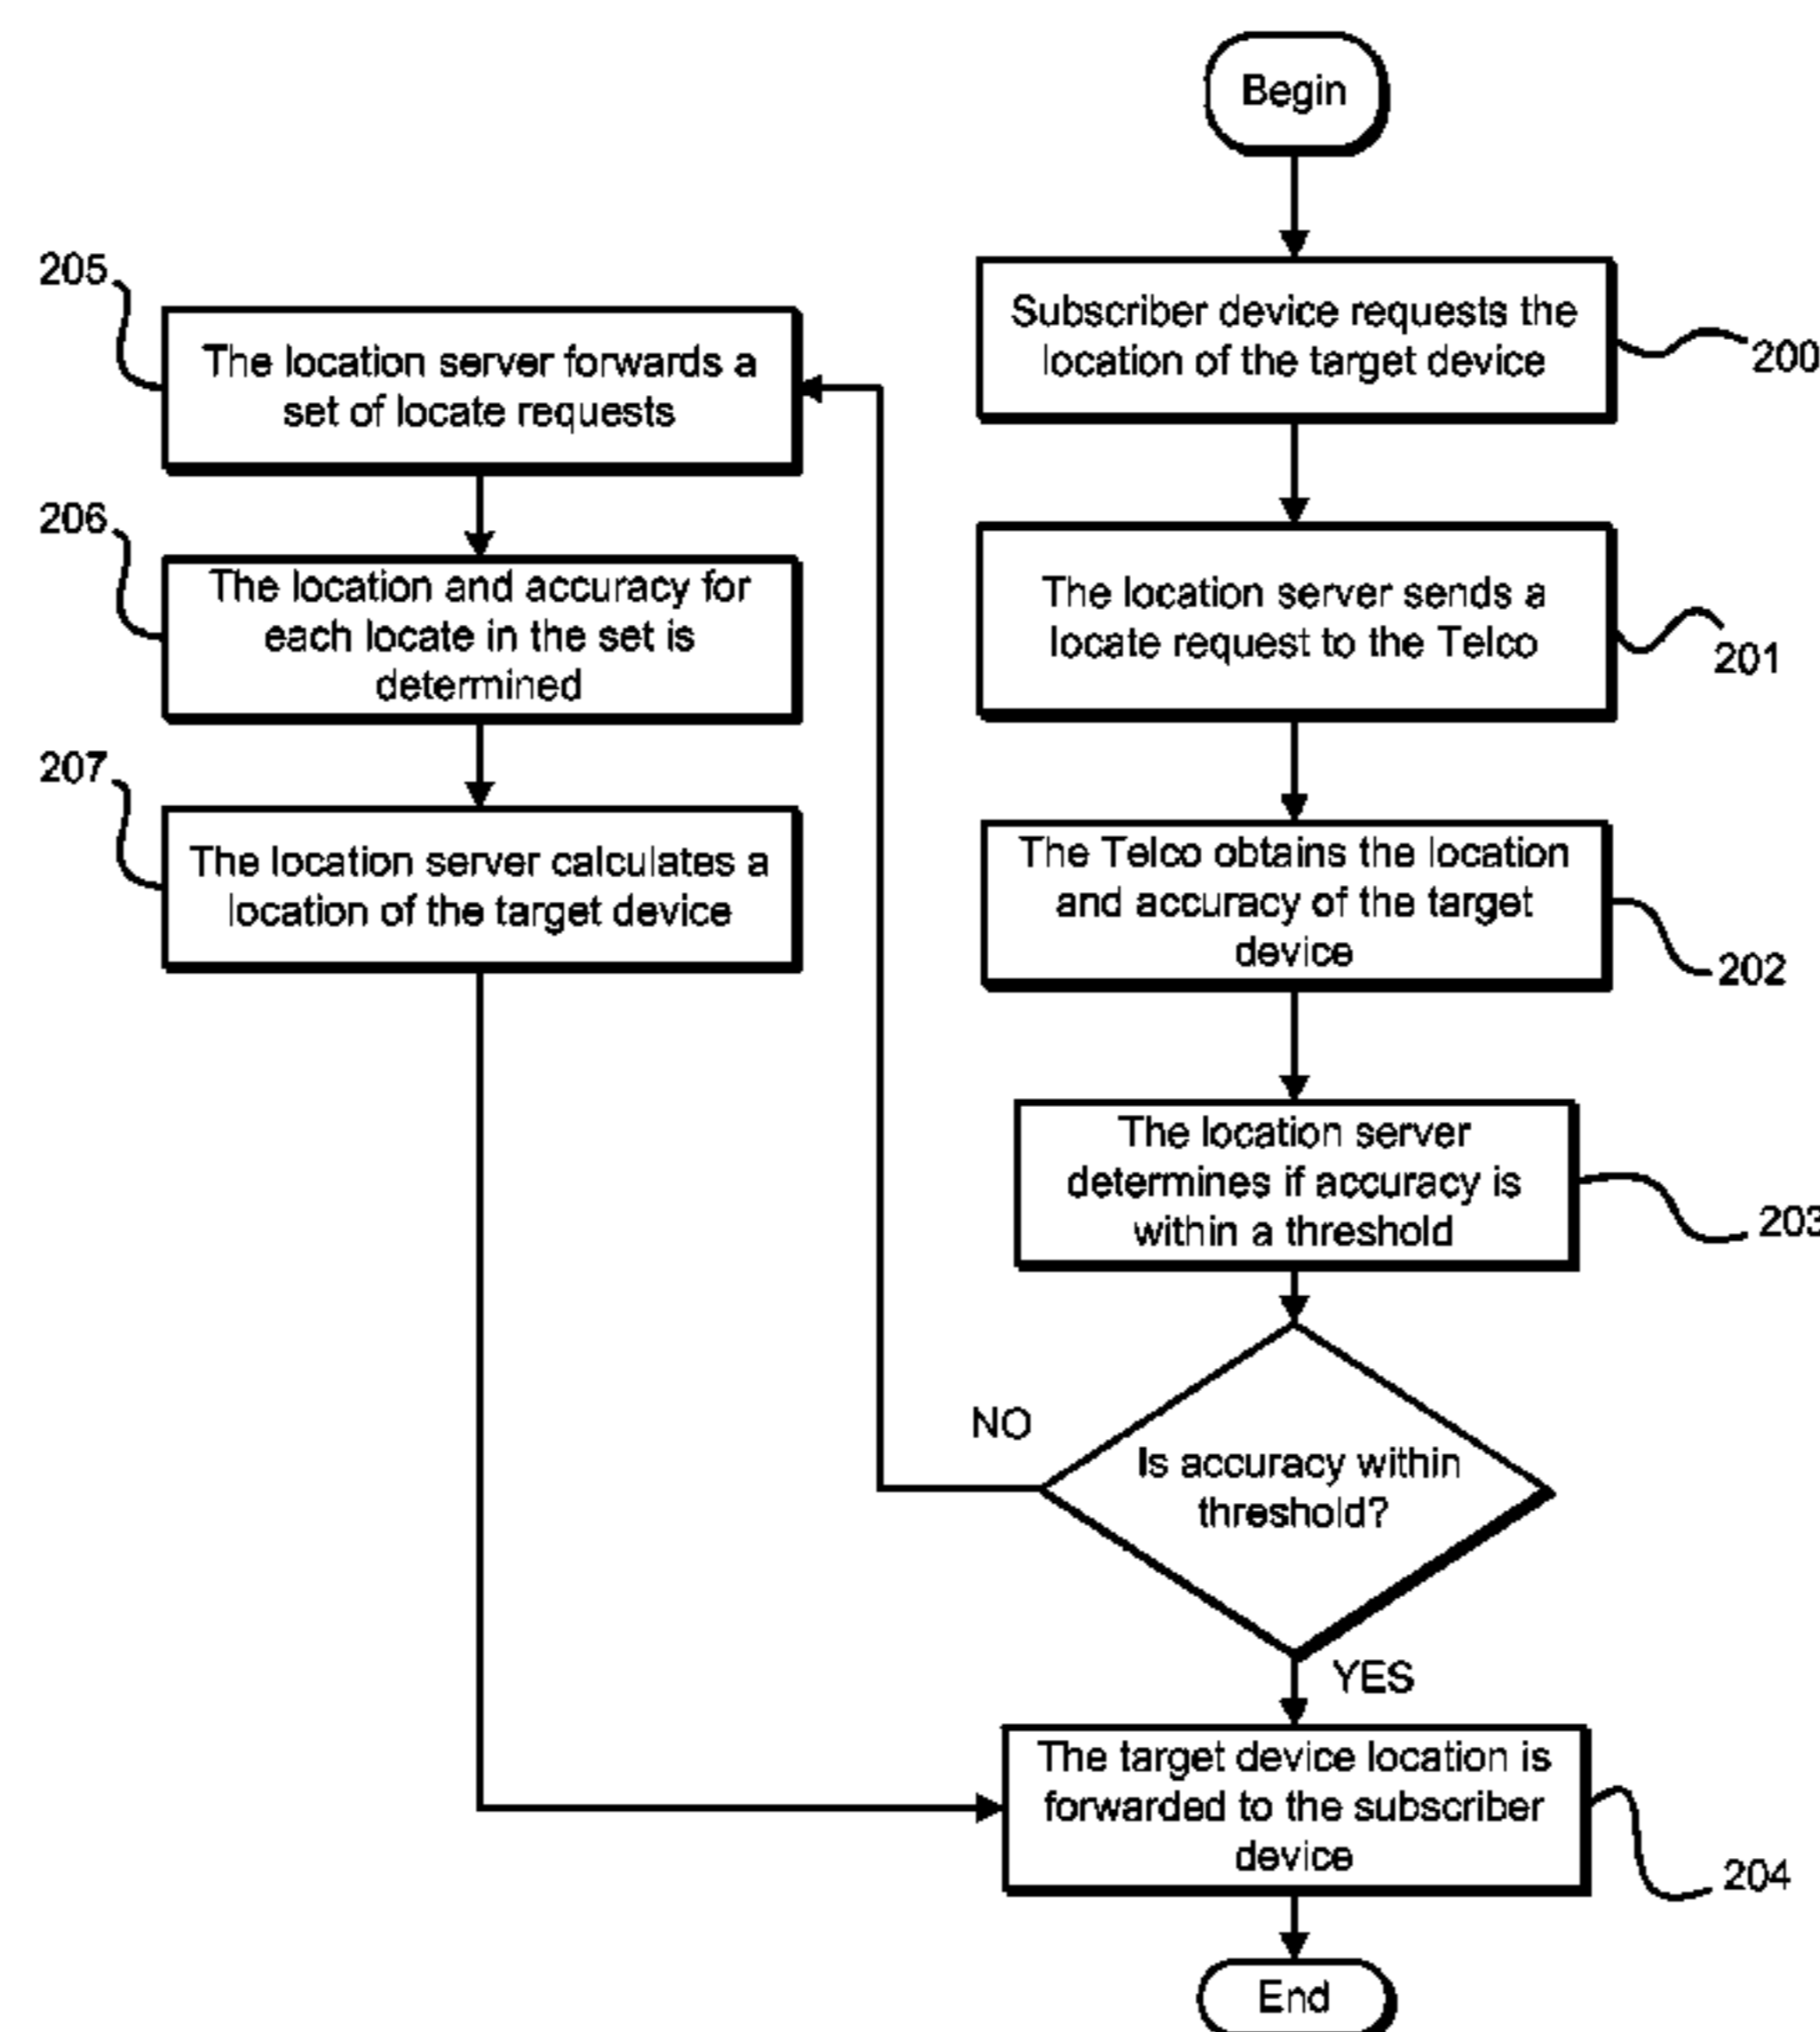 Begin
Subscriber device requests the
location of the target device
200
The location server sends a
locate request to the Telco
201
The Telco obtains the location
and accuracy of the target
device
202
The location server
determines if accuracy is
within a threshold
203
Is accuracy within
threshold?
NO
YES
205
The location server forwards a
set of locate requests
206
The location and accuracy for
each locate in the set is
determined
207
The location server calculates a
location of the target device
The target device location is
forwarded to the subscriber
device
204
End